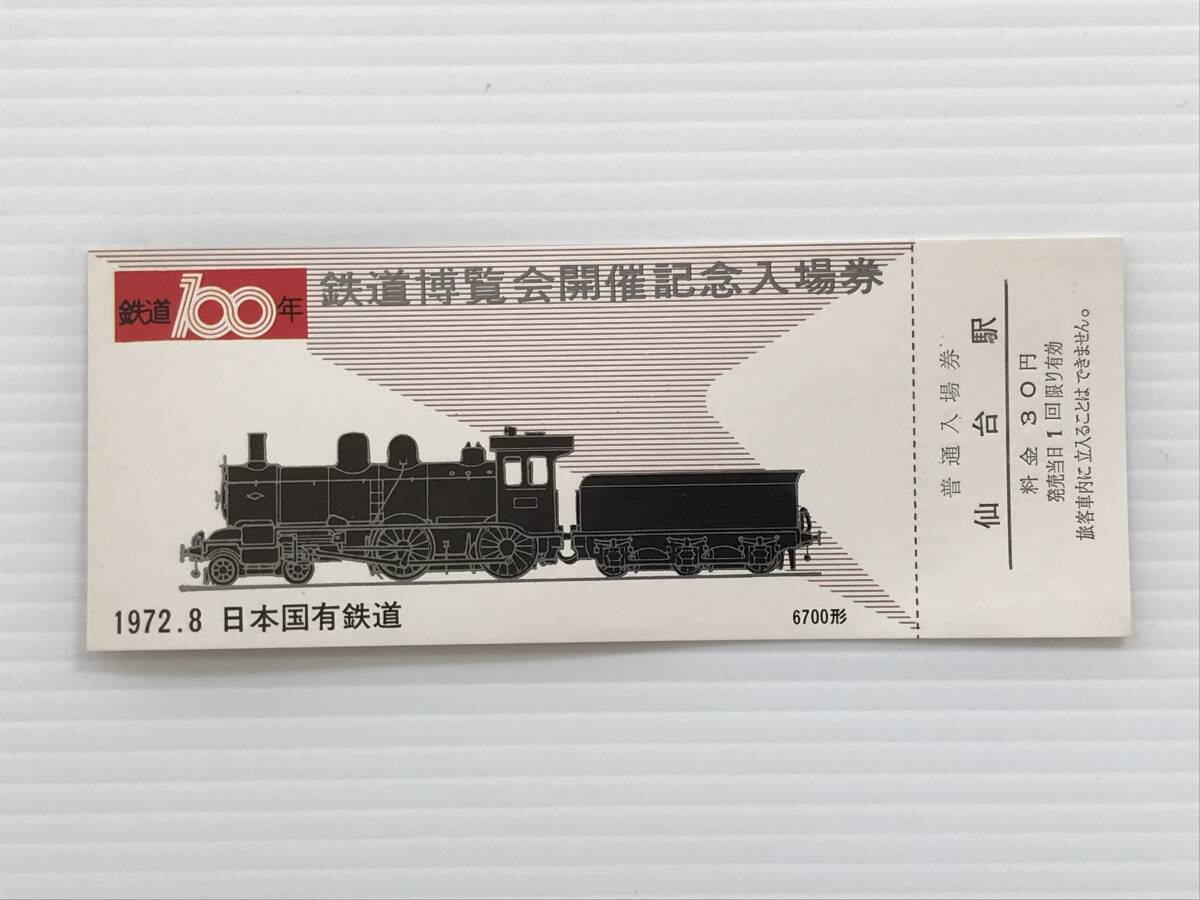 鉄道100年
鉄道博覧会開催記念入場券
1972.8 日本国有鉄道
6700形
普通入場券
仙台駅
料金30円
発売当日1回限り有効
旅客車内に立入ることはできません。